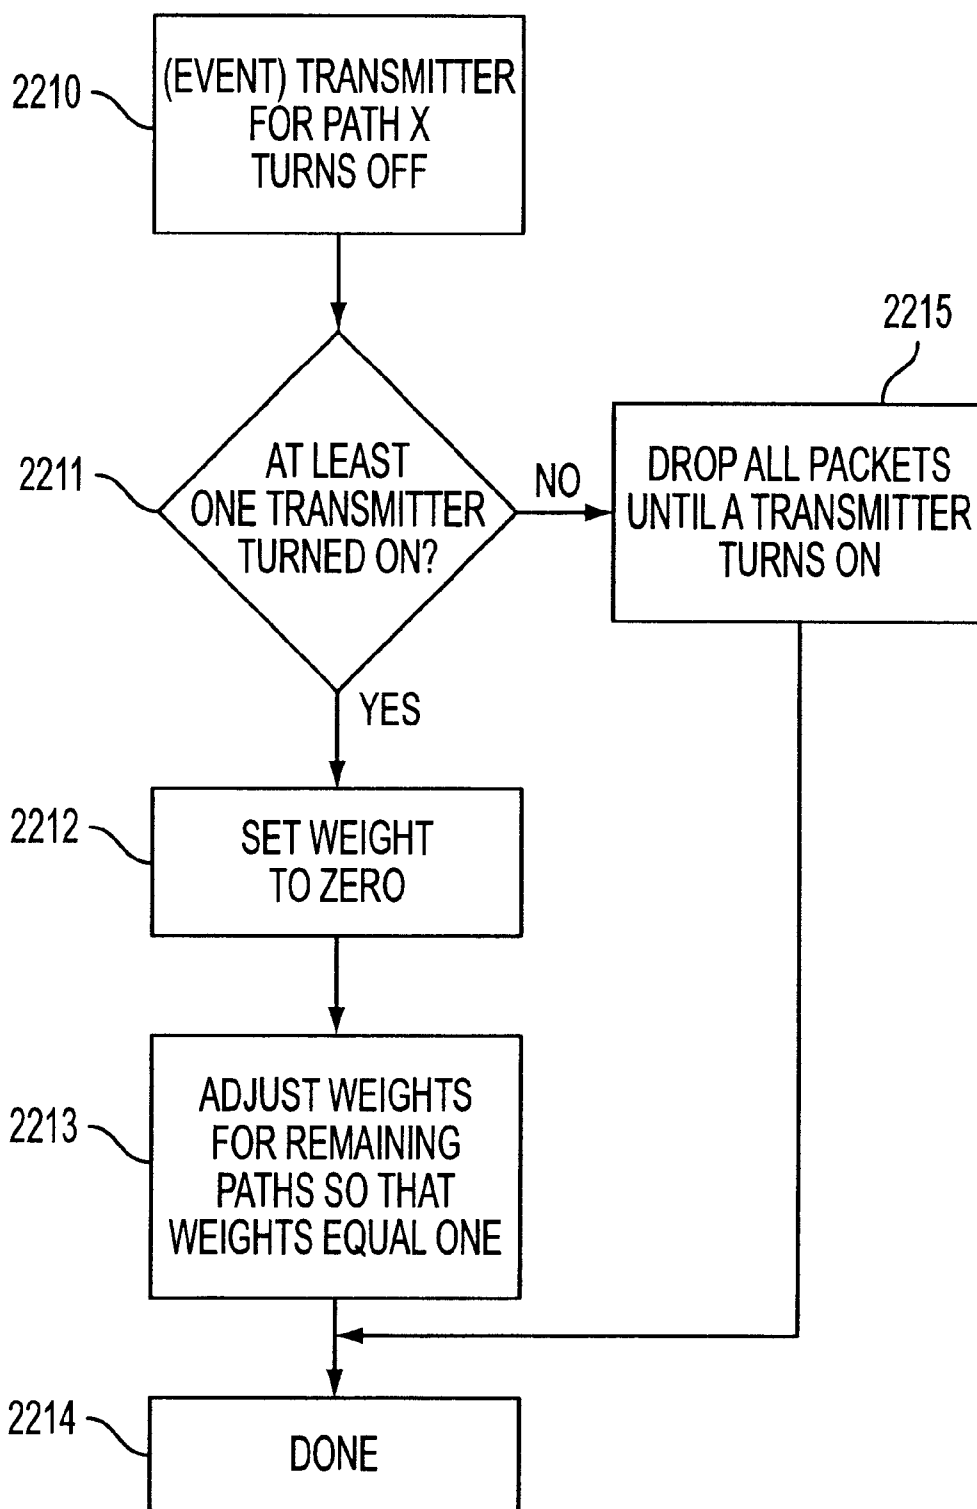 2210
(EVENT) TRANSMITTER
FOR PATH X
TURNS OFF
2211
AT LEAST
ONE TRANSMITTER
TURNED ON?
NO
2215
DROP ALL PACKETS
UNTIL A TRANSMITTER
TURNS ON
YES
2212
SET WEIGHT
TO ZERO
2213
ADJUST WEIGHTS
FOR REMAINING
PATHS SO THAT
WEIGHTS EQUAL ONE
2214
DONE